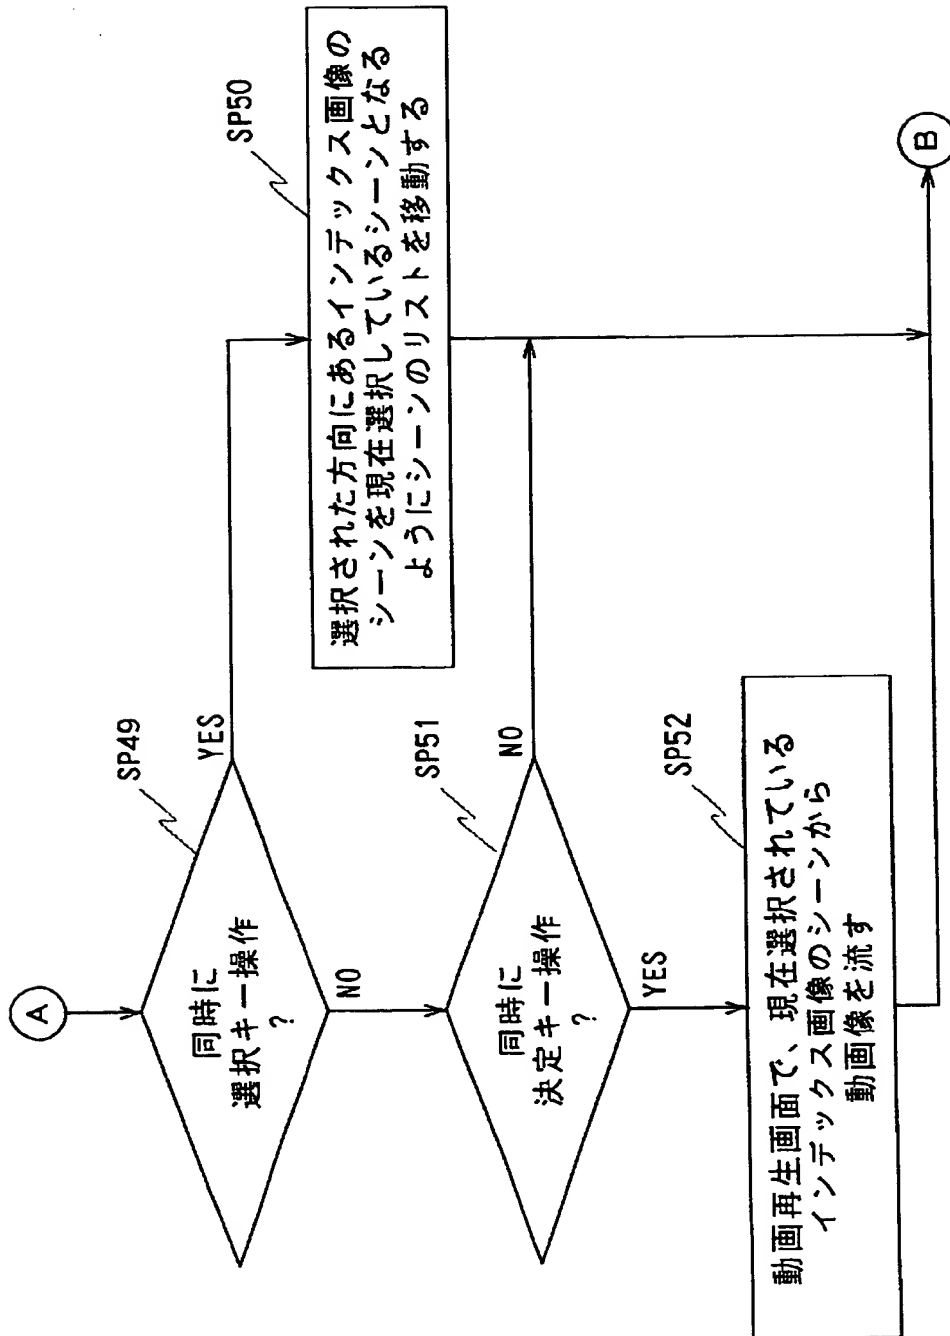 A
SP49
同時に
選択キー操作
?
YES
NO
SP50
選択された方向にあるインデックス画像の
シーンを現在選択しているシーンとなる
ようにシーンのリストを移動する
SP51
同時に
決定キー操作
?
NO
YES
SP52
動画再生画面で、現在選択されている
インデックス画像のシーンから
動画像を流す
B